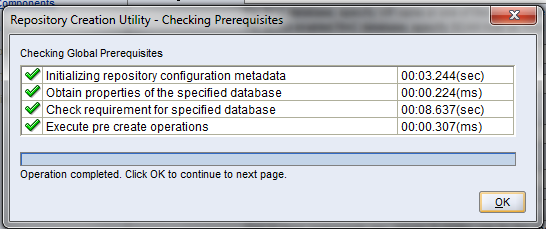 Components
Repository Creation Utility - Checking Prerequisites
Checking Global Prerequisites
Initializing repository configuration metadata 00:03.244(sec)
Obtain properties of the specified database 00:00.224(ms)
Check requirement for specified database 00:08.637(sec)
Execute pre create operations 00:00.307(ms)
Operation completed. Click OK to continue to next page.
OK